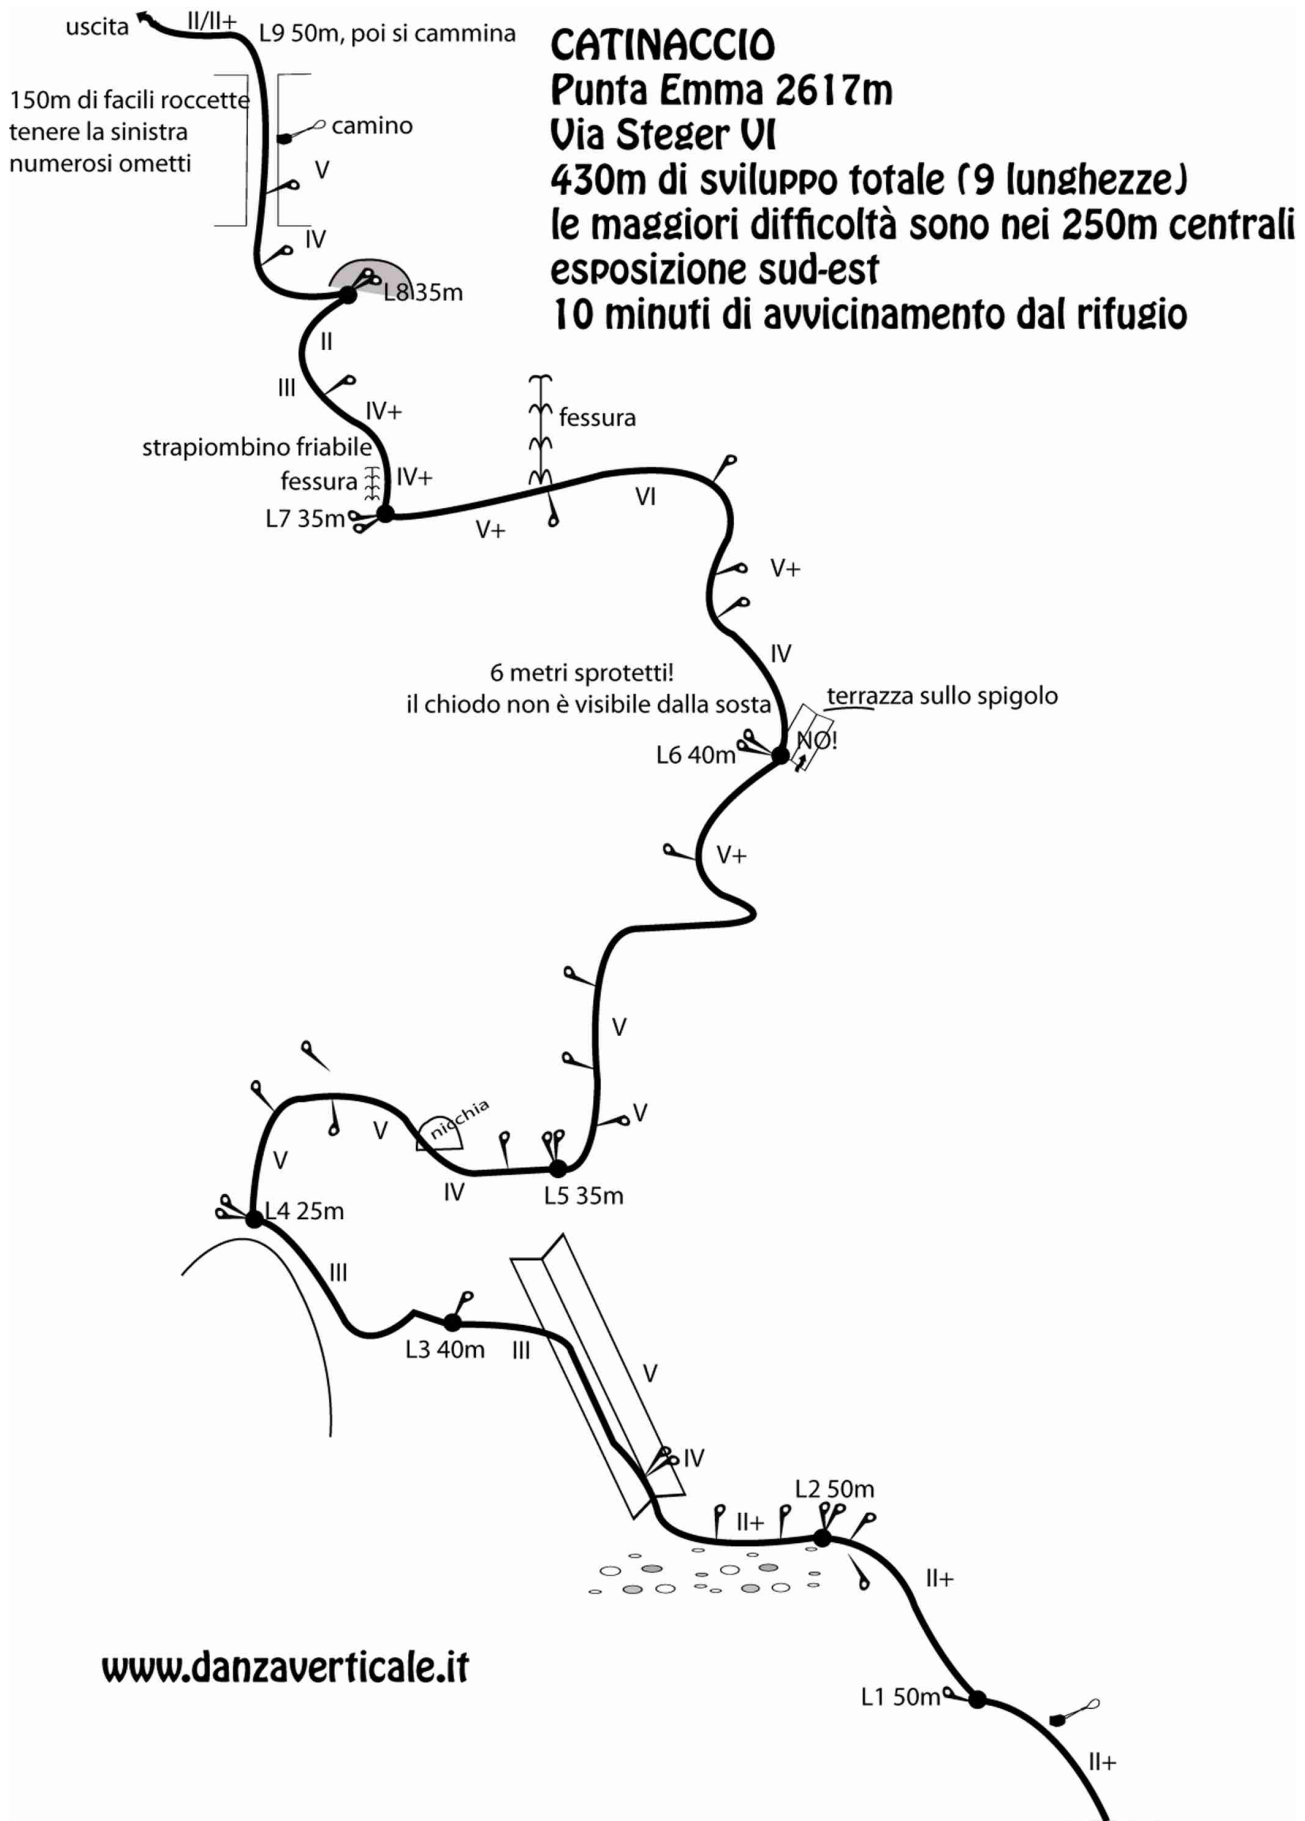 uscita
II/II+
L9 50m, poi si cammina
CATINACCIO
Punta Emma 2617m
Via Steger VI
430m di sviluppo totale (9 lunghezze)
le maggiori difficoltà sono nei 250m centrali
esposizione sud-est
10 minuti di avvicinamento dal rifugio
150m di facili roccette
tenere la sinistra
numerosi ometti
camino
V
IV
L8 35m
II
III
IV+
strapiombino friabile
fessura
IV+
L7 35m
fessura
VI
V+
V+
IV
6 metri sprotetti!
il chiodo non è visibile dalla sosta
terrazza sullo spigolo
NO!
L6 40m
V+
V
V
nicchia
V
V
IV
L5 35m
L4 25m
III
L3 40m
III
V
IV
L2 50m
II+
II+
www.danzaverticale.it
L1 50m
II+